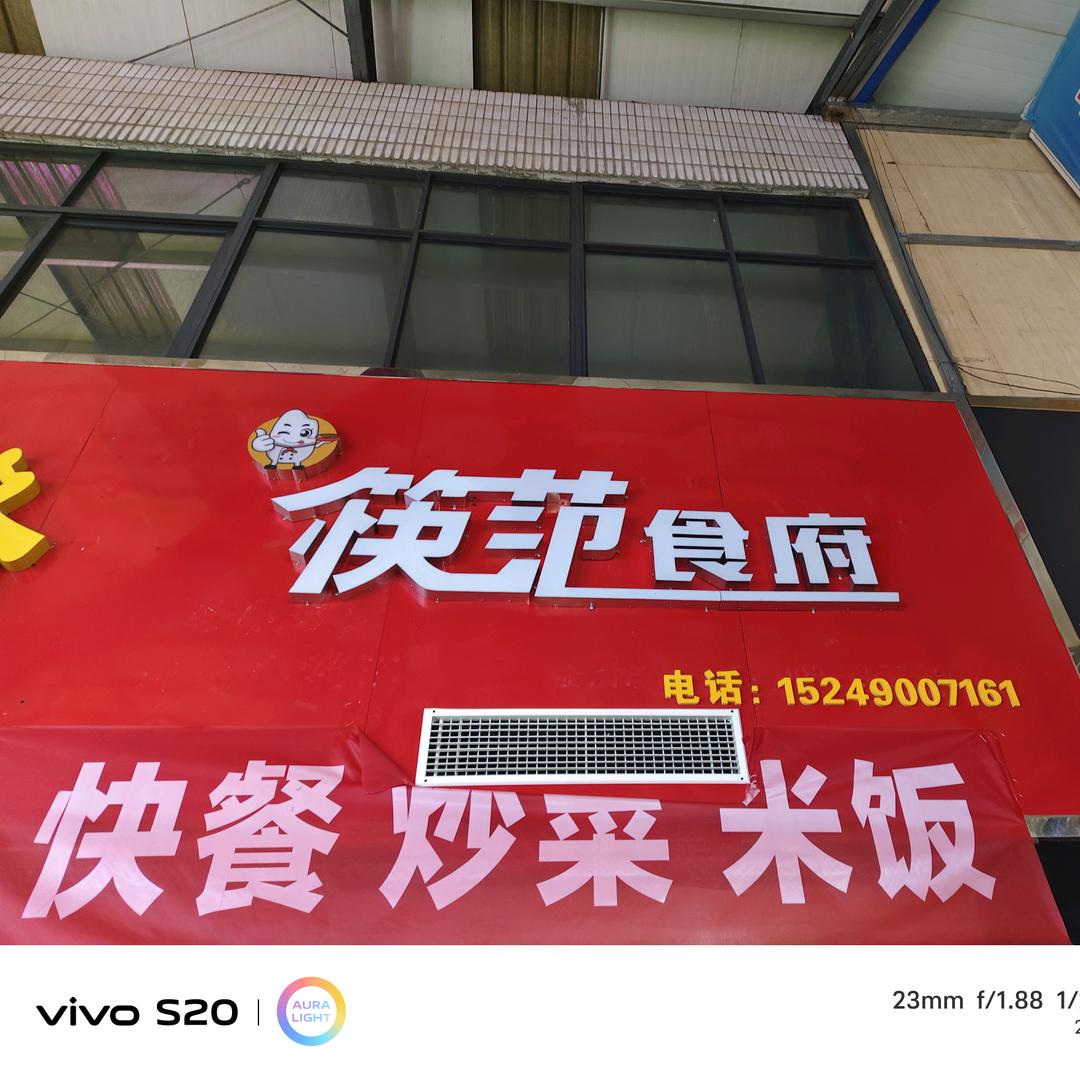 筷范食府
电话：15249007161
快餐 炒菜 米饭
vivo S20
AURA LIGHT
23mm f/1.88 1/